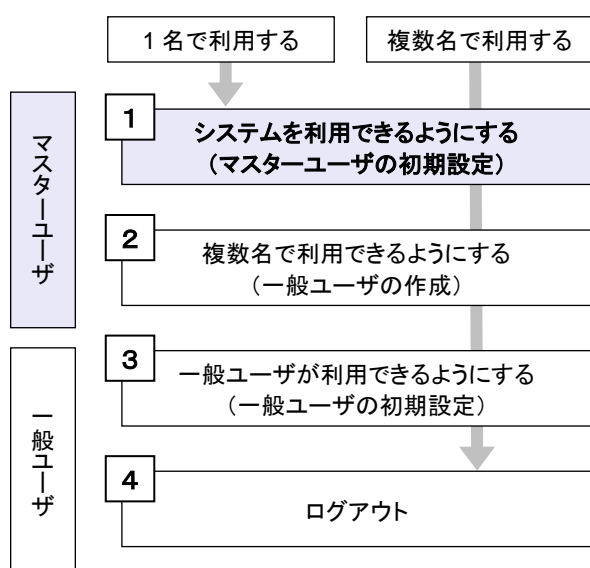 1 名で利用する
複数名で利用する
マスターユーザ
1
システムを利用できるようにする
（マスターユーザの初期設定）
2
複数名で利用できるようにする
（一般ユーザの作成）
一般ユーザ
3
一般ユーザが利用できるようにする
（一般ユーザの初期設定）
4
ログアウト